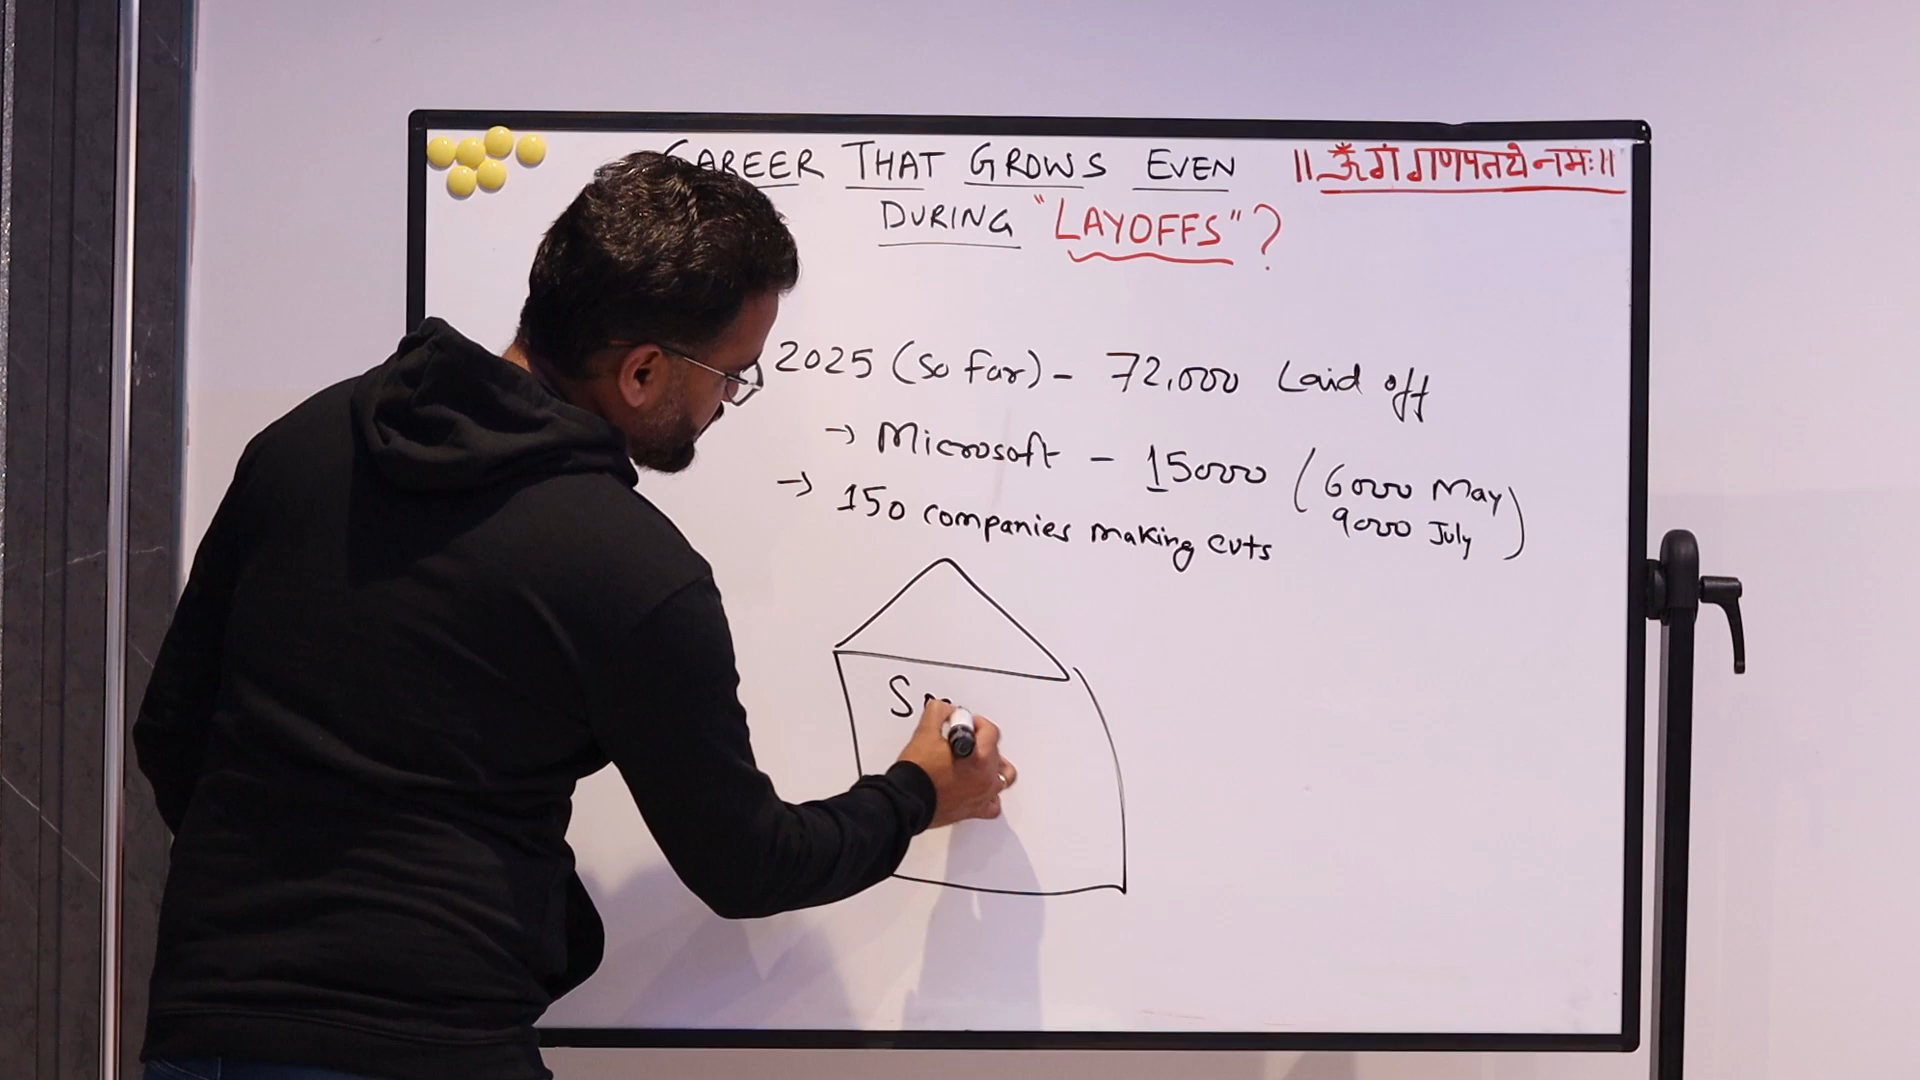 CAREER THAT GROWS EVEN
DURING "LAYOFFS"?
॥ ॐ गं गणपतये नमः॥
2025 (So far) - 72,000 Laid off
→ Microsoft - 15000 (6000 May
9000 July)
→ 150 companies making cuts